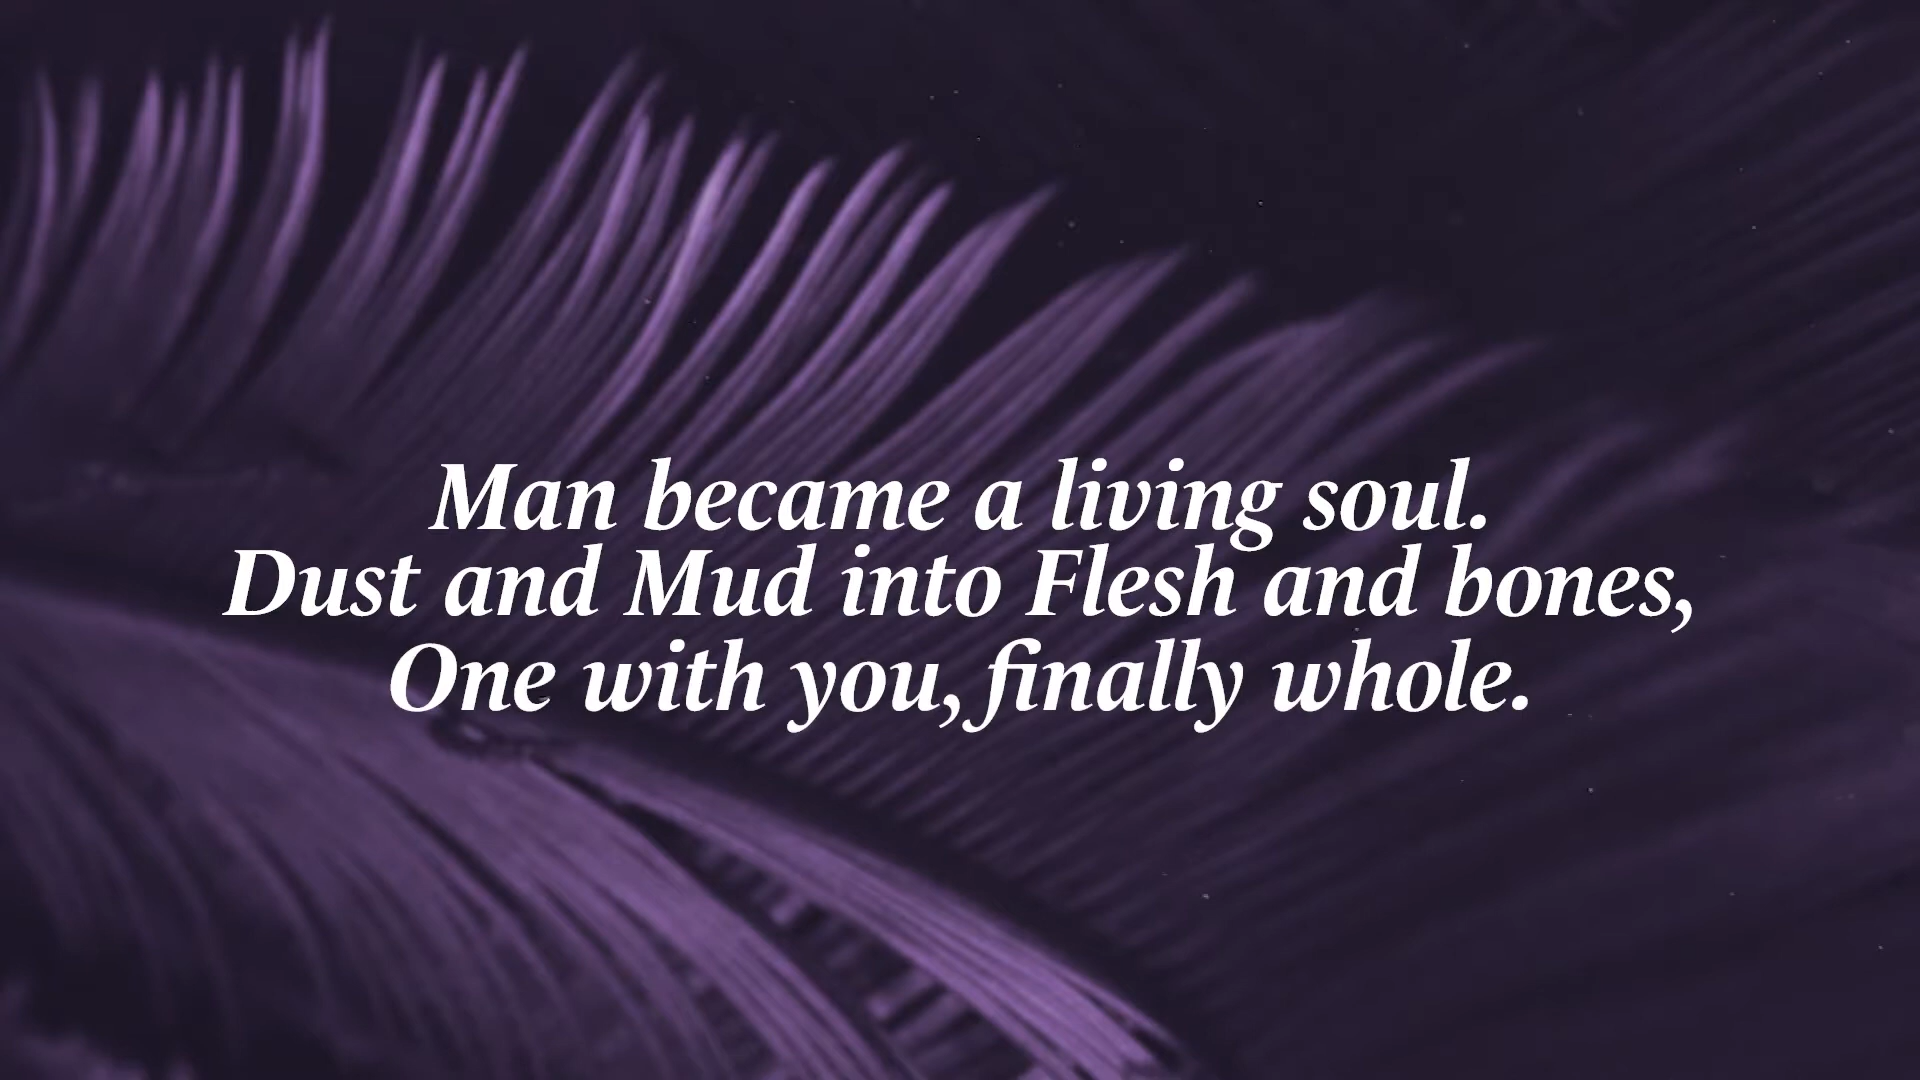 Man became a living soul.
Dust and Mud into Flesh and bones,
One with you, finally whole.